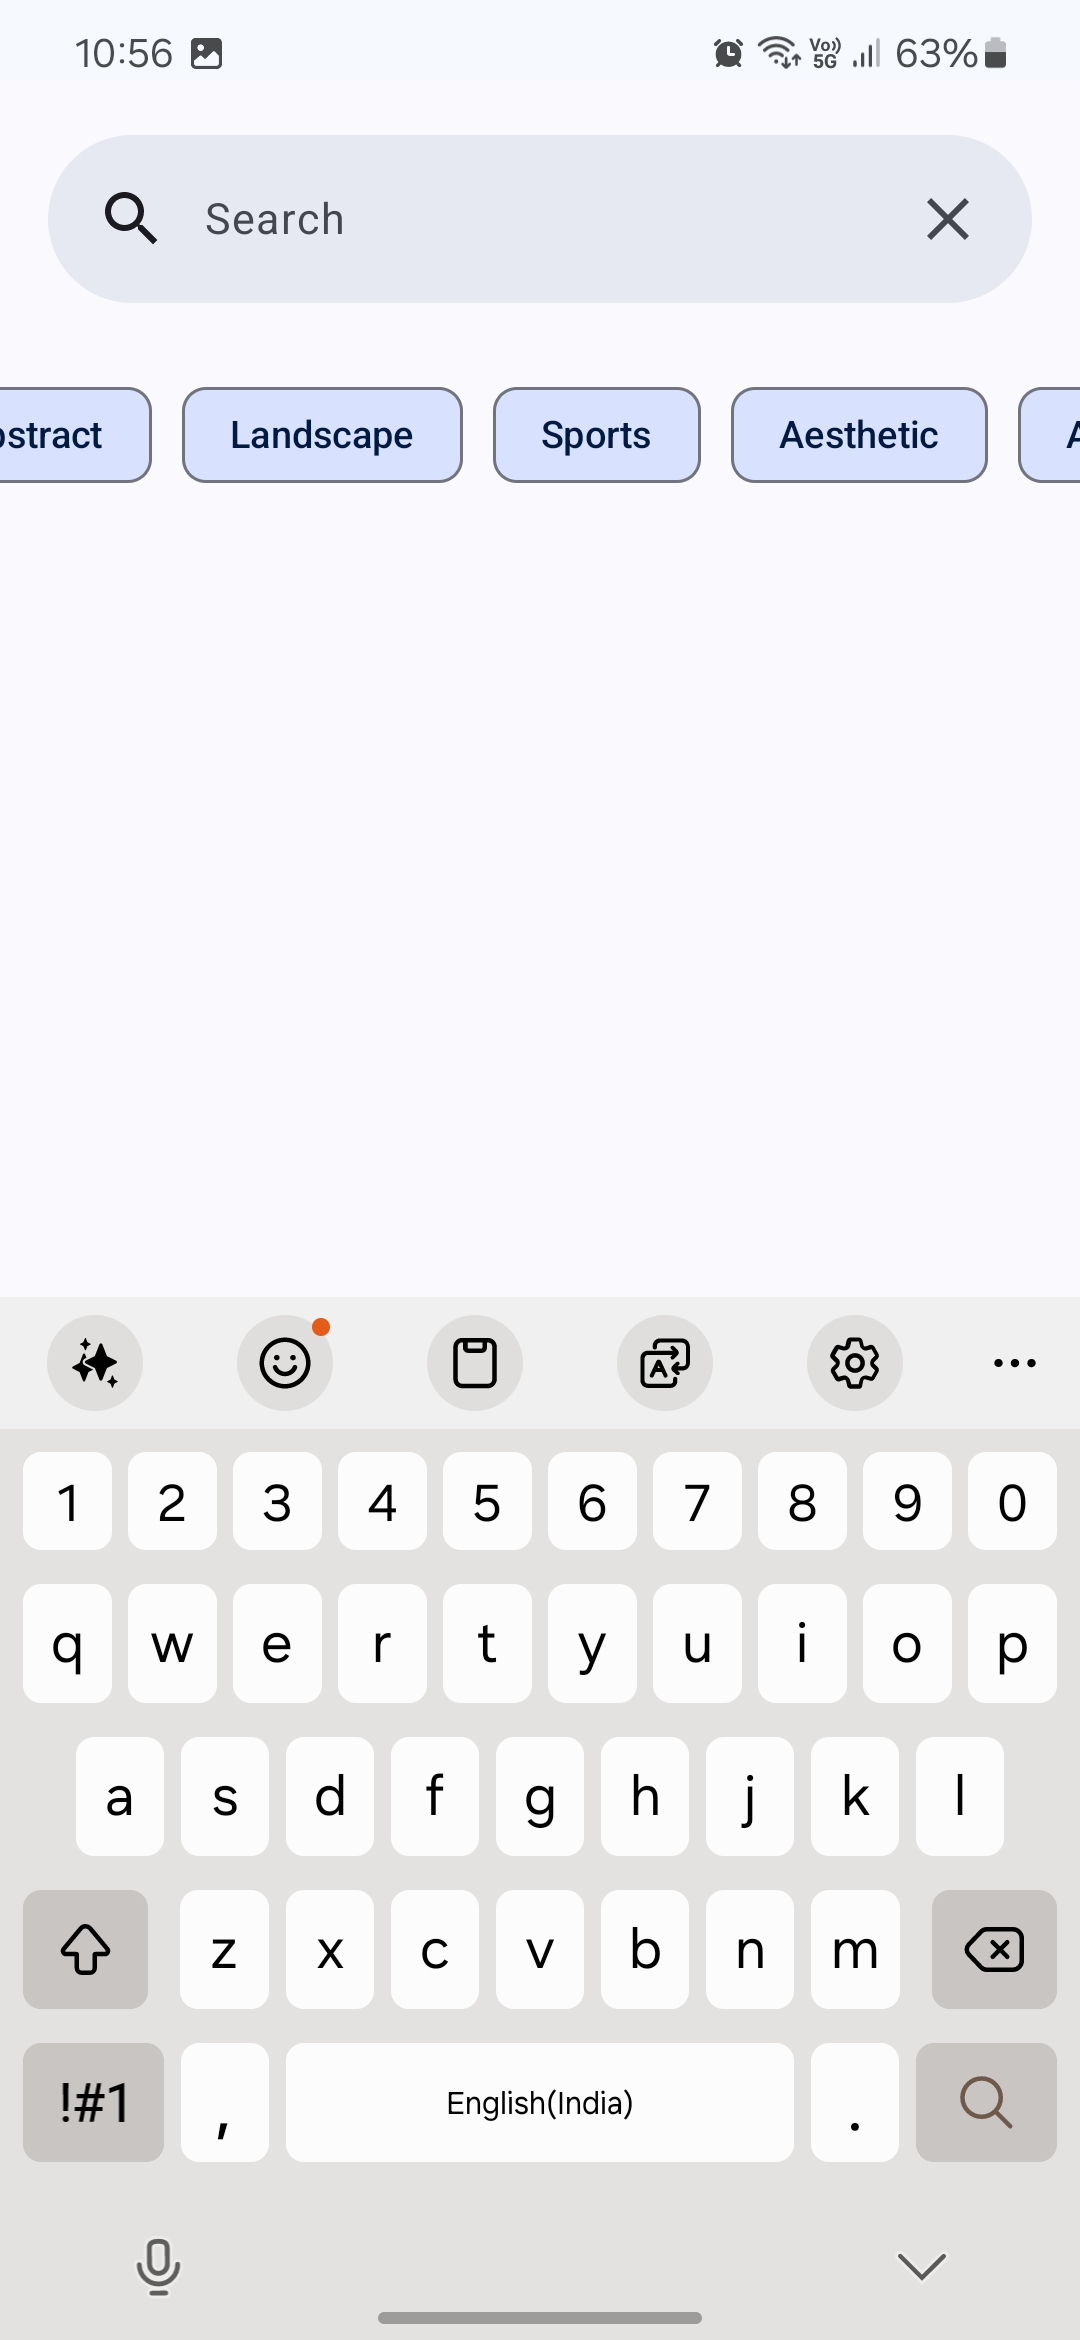 10:56 Vo)) 5G 63%
Search
bstract Landscape Sports Aesthetic A
1 2 3 4 5 6 7 8 9 0
q w e r t y u i o p
a s d f g h j k l
z x c v b n m
!#1 , English(India) .